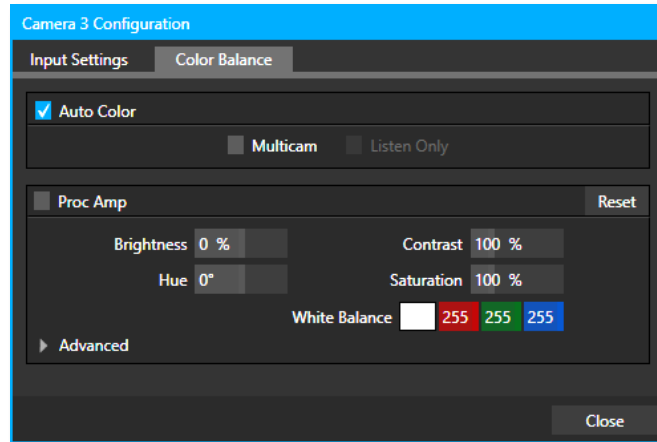 Camera 3 Configuration
Input Settings Color Balance
Auto Color
Multicam Listen Only
Proc Amp Reset
Brightness 0 % Contrast 100 %
Hue 0° Saturation 100 %
White Balance 255 255 255
Advanced
Close